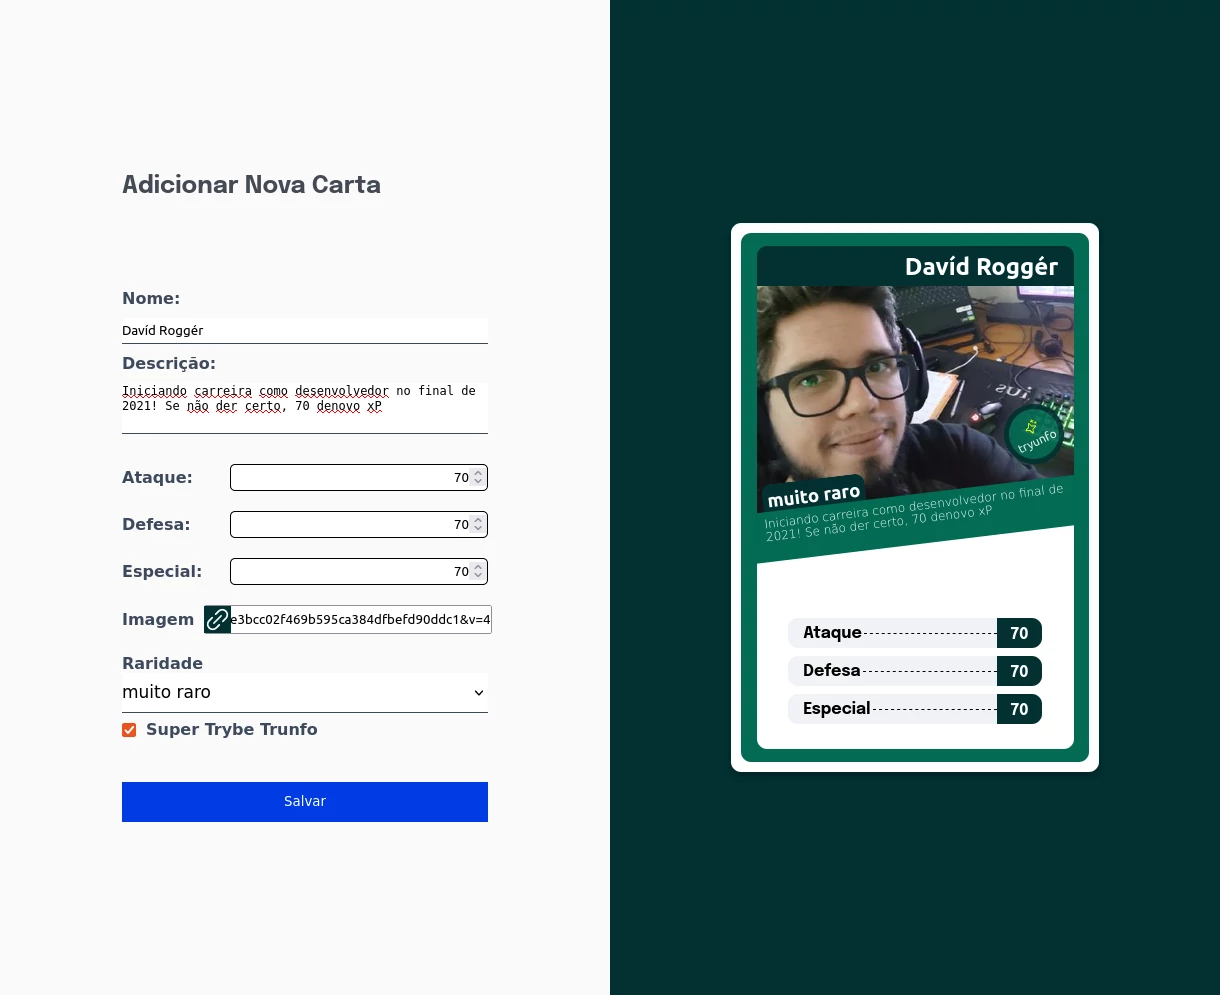 Adicionar Nova Carta
Nome:
Davíd Roggér
Descrição:
Iniciando carreira como desenvolvedor no final de
2021! Se não der certo, 70 denovo xP
Ataque:
70
Defesa:
70
Especial:
70
Imagem
e3bcc02f469b595ca384dfbefd90ddc1&v=4
Raridade
muito raro
Super Trybe Trunfo
Salvar
Davíd Roggér
tryunfo
muito raro
Iniciando carreira como desenvolvedor no final de
2021! Se não der certo, 70 denovo xP
Ataque 70
Defesa 70
Especial 70